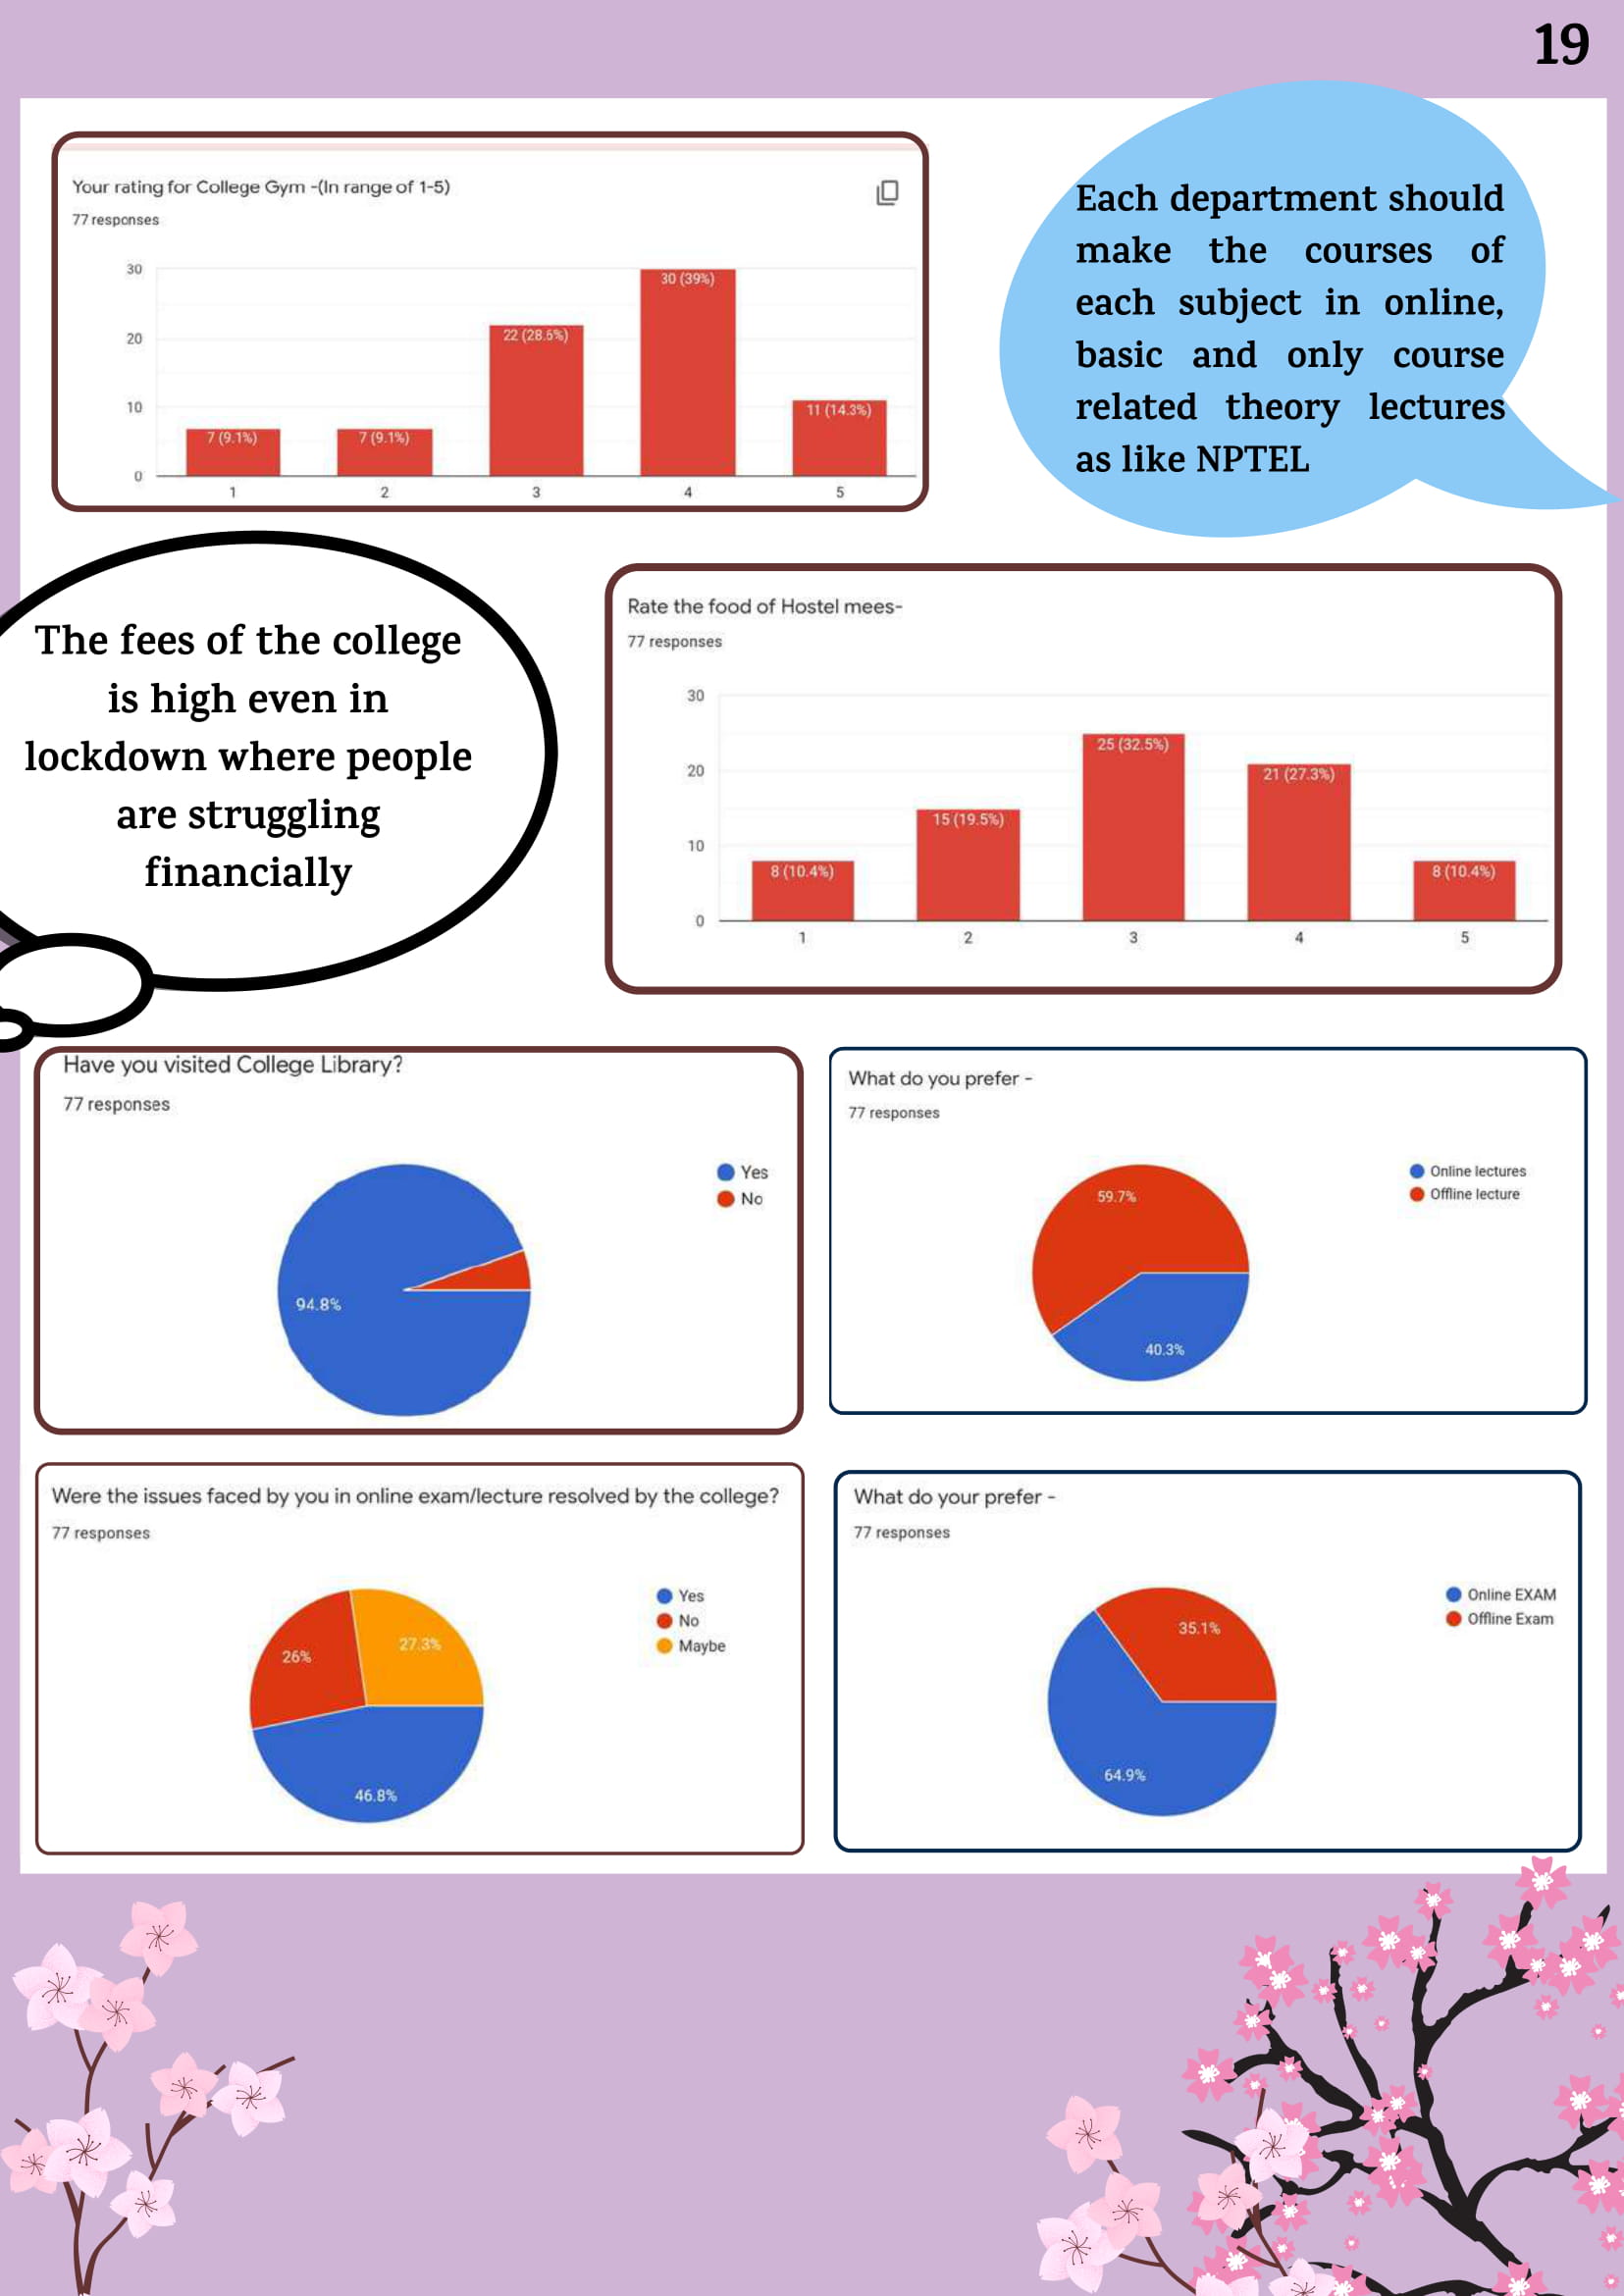 19
Your rating for College Gym -(In range of 1-5)
77 responses
30
20
10
0
7 (9.1%)
7 (9.1%)
22 (28.6%)
30 (39%)
11 (14.3%)
1
2
3
4
5
Each department should
make the courses of
each subject in online,
basic and only course
related theory lectures
as like NPTEL
The fees of the college
is high even in
lockdown where people
are struggling
financially
Rate the food of Hostel mees-
77 responses
30
20
10
0
8 (10.4%)
15 (19.5%)
25 (32.5%)
21 (27.3%)
8 (10.4%)
1
2
3
4
5
Have you visited College Library?
77 responses
Yes
No
94.8%
What do you prefer -
77 responses
Online lectures
Offline lecture
59.7%
40.3%
Were the issues faced by you in online exam/lecture resolved by the college?
77 responses
Yes
No
Maybe
26%
27.3%
46.8%
What do your prefer -
77 responses
Online EXAM
Offline Exam
35.1%
64.9%